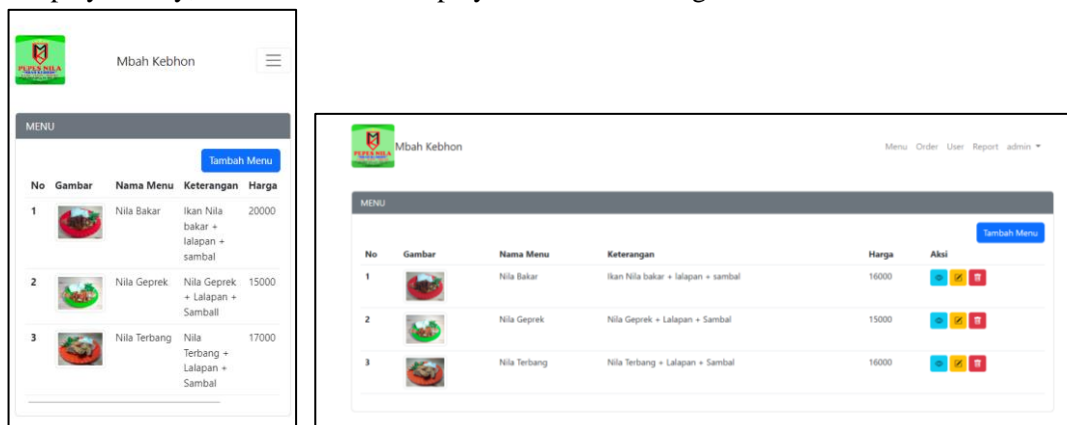 Mbah Kebhon
MENU
Tambah Menu
No Gambar Nama Menu Keterangan Harga
1 Nila Bakar Ikan Nila 20000
bakar +
lalapan +
sambal
2 Nila Geprek Nila Geprek 15000
+ Lalapan +
Samball
3 Nila Terbang Nila 17000
Terbang +
Lalapan +
Sambal
PEPES NILA
Mbah Kebhon Menu Order User Report admin
MENU
Tambah Menu
No Gambar Nama Menu Keterangan Harga Aksi
1 Nila Bakar Ikan Nila bakar + lalapan + sambal 16000
2 Nila Geprek Nila Geprek + Lalapan + Sambal 15000
3 Nila Terbang Nila Terbang + Lalapan + Sambal 16000